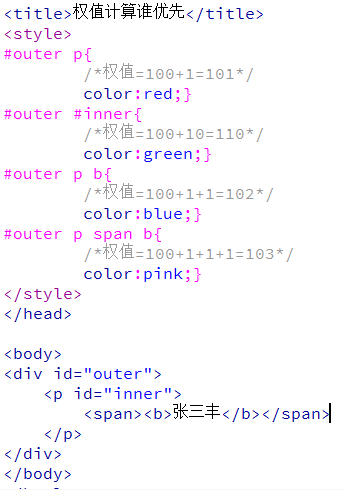 <title>权值计算谁优先</title>
<style>
#outer p{
/*权值=100+1=101*/
color:red;}
#outer #inner{
/*权值=100+10=110*/
color:green;}
#outer p b{
/*权值=100+1+1=102*/
color:blue;}
#outer p span b{
/*权值=100+1+1+1=103*/
color:pink;}
</style>
</head>
<body>
<div id="outer">
<p id="inner">
<span><b>张三丰</b></span>
</p>
</div>
</body>